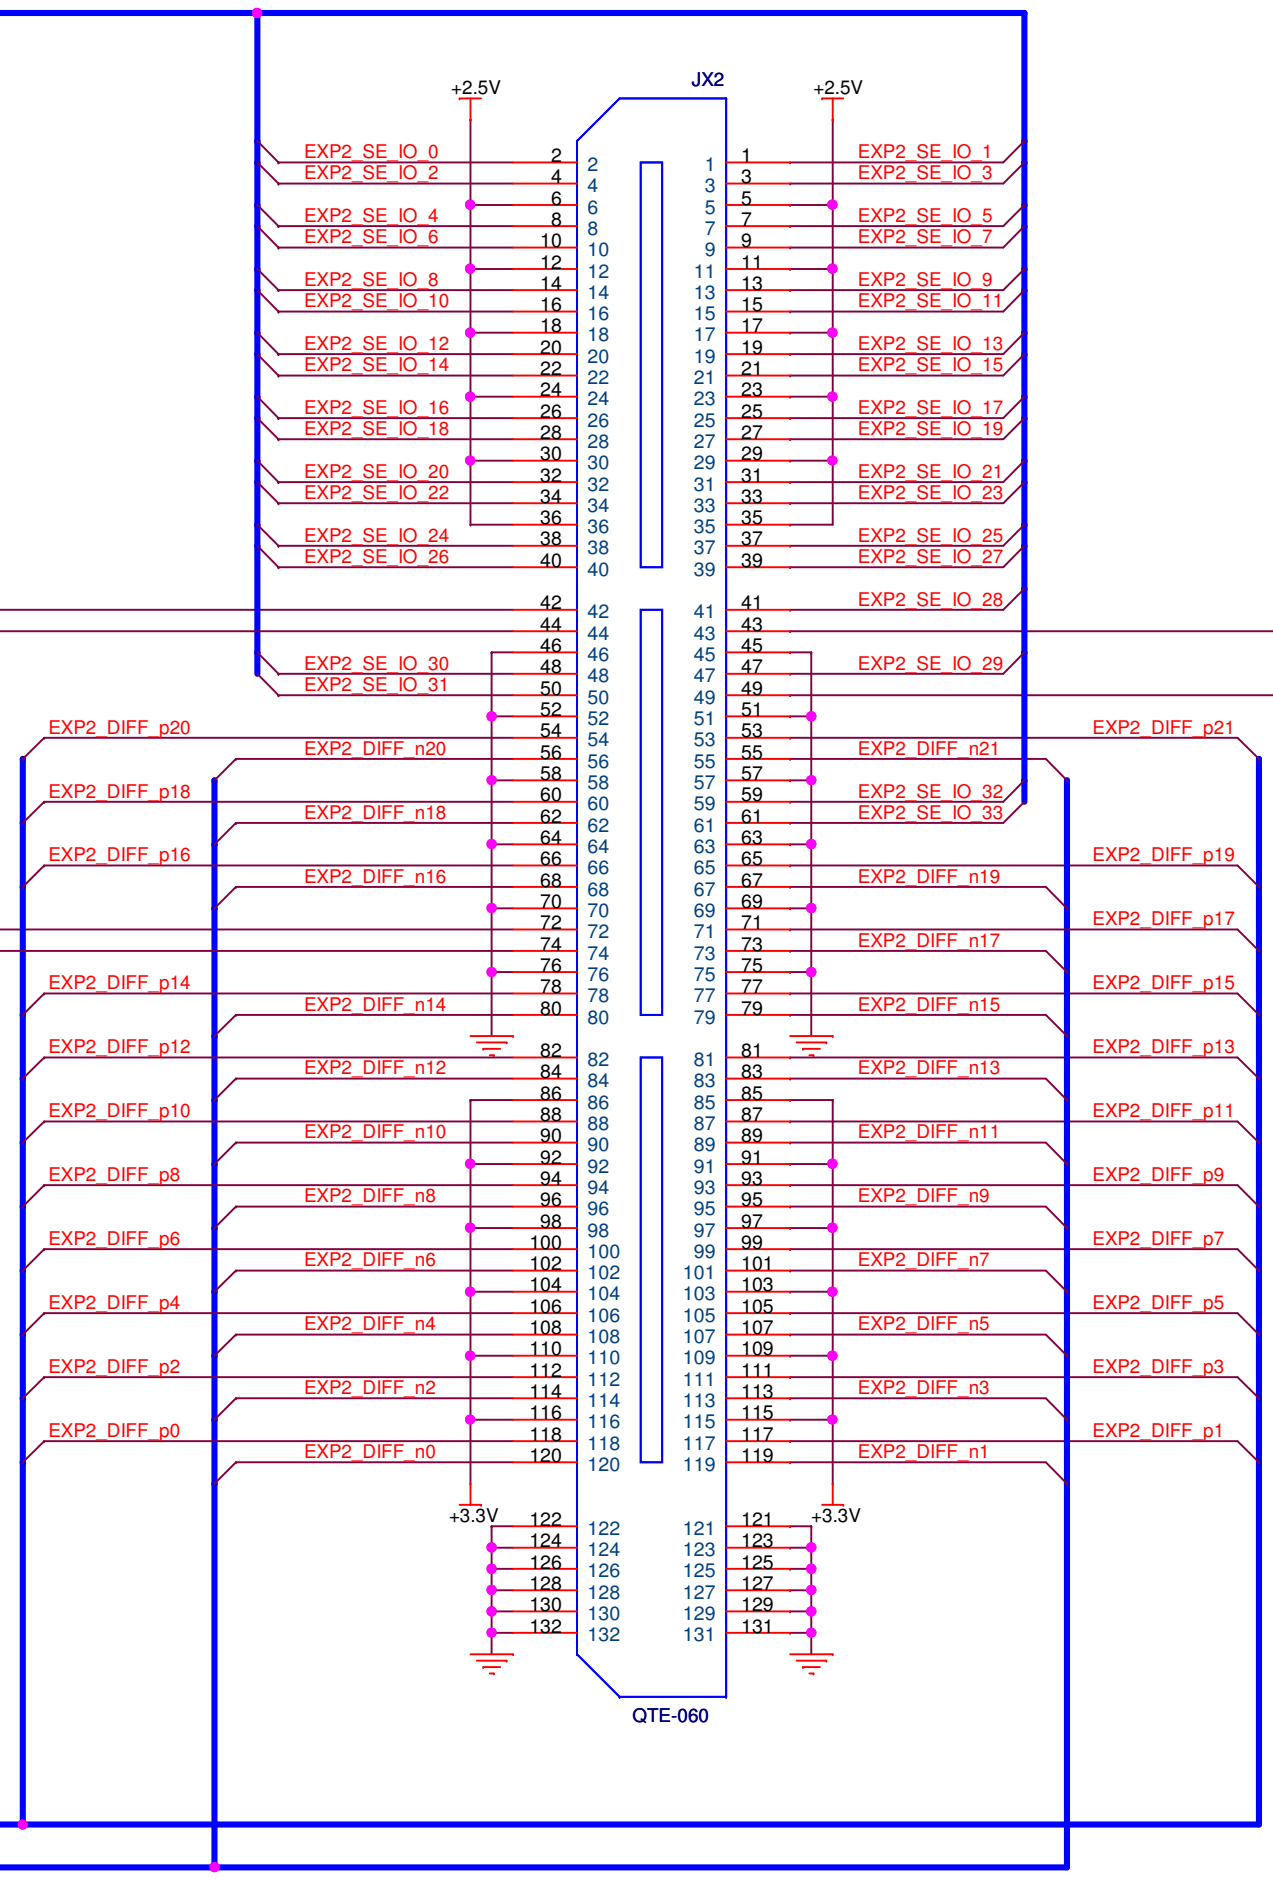 JX2
+2.5V +2.5V
EXP2_SE_IO_0 2 2 1 1 EXP2_SE_IO_1
EXP2_SE_IO_2 4 4 3 3 EXP2_SE_IO_3
6 6 5 5
EXP2_SE_IO_4 8 8 7 7 EXP2_SE_IO_5
EXP2_SE_IO_6 10 10 9 9 EXP2_SE_IO_7
12 12 11 11
EXP2_SE_IO_8 14 14 13 13 EXP2_SE_IO_9
EXP2_SE_IO_10 16 16 15 15 EXP2_SE_IO_11
18 18 17 17
EXP2_SE_IO_12 20 20 19 19 EXP2_SE_IO_13
EXP2_SE_IO_14 22 22 21 21 EXP2_SE_IO_15
24 24 23 23
EXP2_SE_IO_16 26 26 25 25 EXP2_SE_IO_17
EXP2_SE_IO_18 28 28 27 27 EXP2_SE_IO_19
30 30 29 29
EXP2_SE_IO_20 32 32 31 31 EXP2_SE_IO_21
EXP2_SE_IO_22 34 34 33 33 EXP2_SE_IO_23
36 36 35 35
EXP2_SE_IO_24 38 38 37 37 EXP2_SE_IO_25
EXP2_SE_IO_26 40 40 39 39 EXP2_SE_IO_27
42 42 41 41 EXP2_SE_IO_28
44 44 43 43
46 46 45 45
EXP2_SE_IO_30 48 48 47 47 EXP2_SE_IO_29
EXP2_SE_IO_31 50 50 49 49
52 52 51 51
EXP2_DIFF_p20 54 54 53 53 EXP2_DIFF_p21
EXP2_DIFF_n20 56 56 55 55 EXP2_DIFF_n21
58 58 57 57
EXP2_DIFF_p18 60 60 59 59 EXP2_SE_IO_32
EXP2_DIFF_n18 62 62 61 61 EXP2_SE_IO_33
64 64 63 63
EXP2_DIFF_p16 66 66 65 65 EXP2_DIFF_p19
EXP2_DIFF_n16 68 68 67 67 EXP2_DIFF_n19
70 70 69 69
72 72 71 71 EXP2_DIFF_p17
74 74 73 73 EXP2_DIFF_n17
76 76 75 75
EXP2_DIFF_p14 78 78 77 77 EXP2_DIFF_p15
EXP2_DIFF_n14 80 80 79 79 EXP2_DIFF_n15
EXP2_DIFF_p12 82 82 81 81 EXP2_DIFF_p13
EXP2_DIFF_n12 84 84 83 83 EXP2_DIFF_n13
86 86 85 85
EXP2_DIFF_p10 88 88 87 87 EXP2_DIFF_p11
EXP2_DIFF_n10 90 90 89 89 EXP2_DIFF_n11
92 92 91 91
EXP2_DIFF_p8 94 94 93 93 EXP2_DIFF_p9
EXP2_DIFF_n8 96 96 95 95 EXP2_DIFF_n9
98 98 97 97
EXP2_DIFF_p6 100 100 99 99 EXP2_DIFF_p7
EXP2_DIFF_n6 102 102 101 101 EXP2_DIFF_n7
104 104 103 103
EXP2_DIFF_p4 106 106 105 105 EXP2_DIFF_p5
EXP2_DIFF_n4 108 108 107 107 EXP2_DIFF_n5
110 110 109 109
EXP2_DIFF_p2 112 112 111 111 EXP2_DIFF_p3
EXP2_DIFF_n2 114 114 113 113 EXP2_DIFF_n3
116 116 115 115
EXP2_DIFF_p0 118 118 117 117 EXP2_DIFF_p1
EXP2_DIFF_n0 120 120 119 119 EXP2_DIFF_n1
+3.3V +3.3V
122 122 121 121
124 124 123 123
126 126 125 125
128 128 127 127
130 130 129 129
132 132 131 131
QTE-060